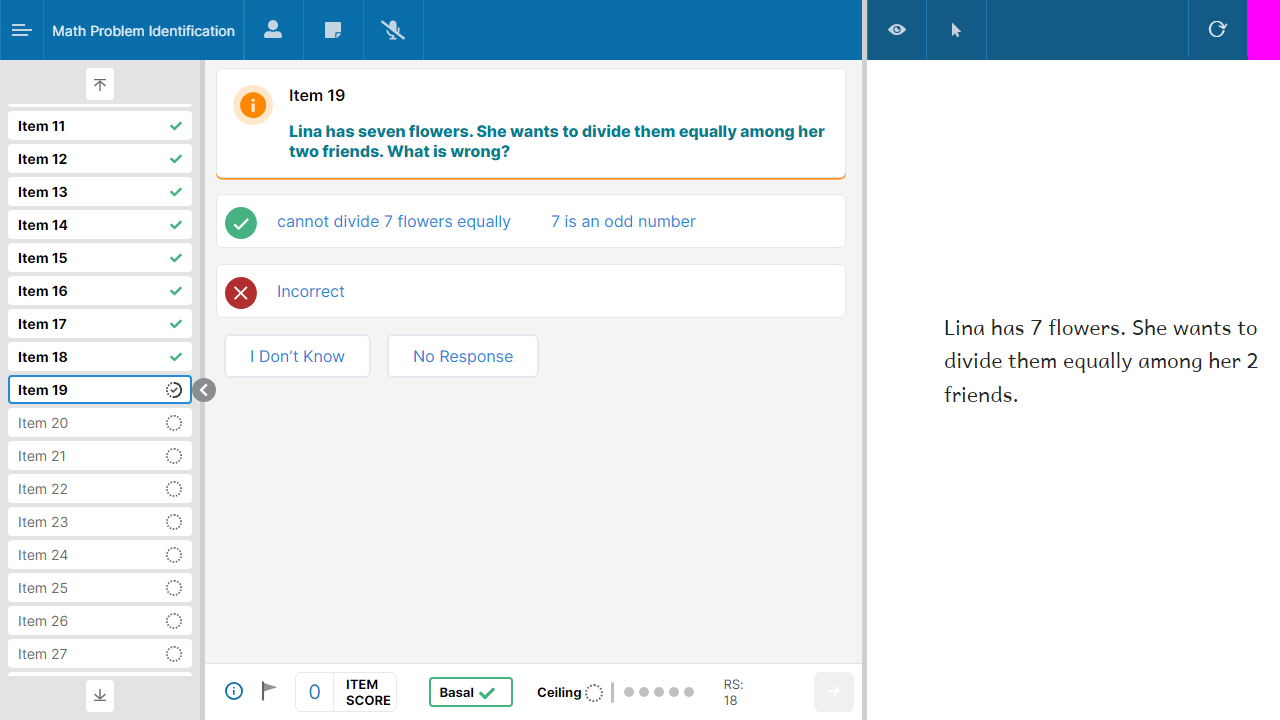 Math Problem Identification
Item 11
Item 12
Item 13
Item 14
Item 15
Item 16
Item 17
Item 18
Item 19
Item 20
Item 21
Item 22
Item 23
Item 24
Item 25
Item 26
Item 27
Item 19
Lina has seven flowers. She wants to divide them equally among her
two friends. What is wrong?
cannot divide 7 flowers equally 7 is an odd number
Incorrect
I Don’t Know No Response
0 ITEM
SCORE
Basal
Ceiling
RS:
18
Lina has 7 flowers. She wants to
divide them equally among her 2
friends.